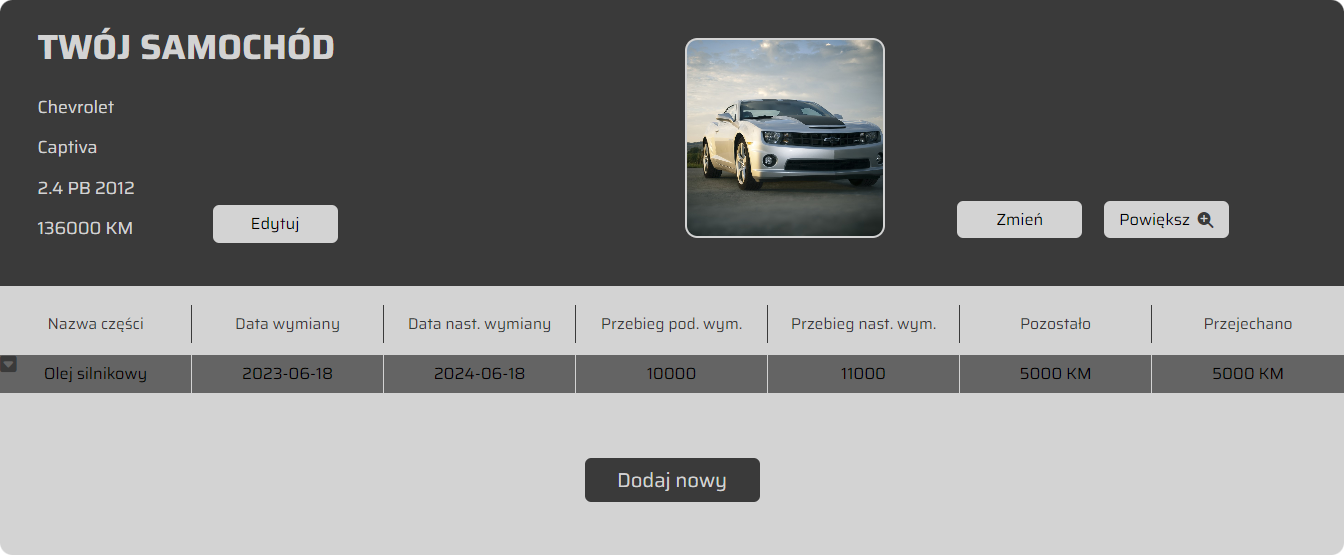 TWÓJ SAMOCHÓD
Chevrolet
Captiva
2.4 PB 2012
136000 KM
Edytuj
Zmień
Powiększ
Nazwa części Data wymiany Data nast. wymiany Przebieg pod. wym. Przebieg nast. wym. Pozostało Przejechano
Olej silnikowy 2023-06-18 2024-06-18 10000 11000 5000 KM 5000 KM
Dodaj nowy